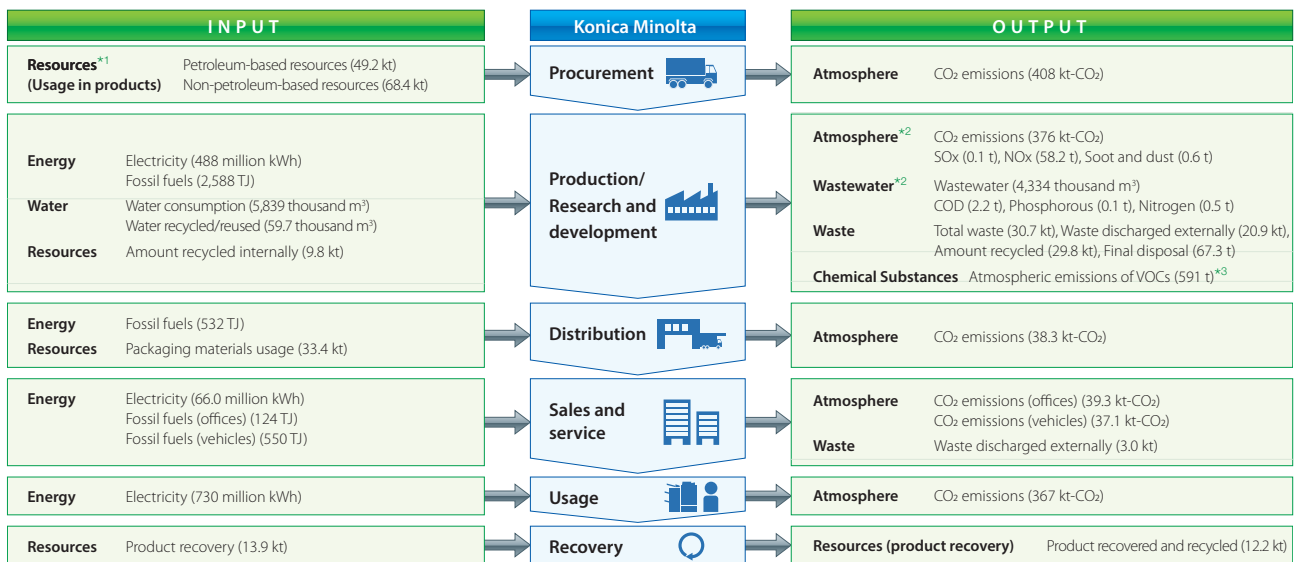 INPUT
Konica Minolta
OUTPUT
Resources*1 Petroleum-based resources (49.2 kt)
(Usage in products) Non-petroleum-based resources (68.4 kt)
Procurement
Atmosphere CO₂ emissions (408 kt-CO₂)
Energy Electricity (488 million kWh)
Fossil fuels (2,588 TJ)
Water Water consumption (5,839 thousand m³)
Water recycled/reused (59.7 thousand m³)
Resources Amount recycled internally (9.8 kt)
Production/
Research and
development
Atmosphere*2 CO₂ emissions (376 kt-CO₂)
SOx (0.1 t), NOx (58.2 t), Soot and dust (0.6 t)
Wastewater*2 Wastewater (4,334 thousand m³)
COD (2.2 t), Phosphorous (0.1 t), Nitrogen (0.5 t)
Waste Total waste (30.7 kt), Waste discharged externally (20.9 kt),
Amount recycled (29.8 kt), Final disposal (67.3 t)
Chemical Substances Atmospheric emissions of VOCs (591 t)*3
Energy Fossil fuels (532 TJ)
Resources Packaging materials usage (33.4 kt)
Distribution
Atmosphere CO₂ emissions (38.3 kt-CO₂)
Energy Electricity (66.0 million kWh)
Fossil fuels (offices) (124 TJ)
Fossil fuels (vehicles) (550 TJ)
Sales and
service
Atmosphere CO₂ emissions (offices) (39.3 kt-CO₂)
CO₂ emissions (vehicles) (37.1 kt-CO₂)
Waste Waste discharged externally (3.0 kt)
Energy Electricity (730 million kWh)
Usage
Atmosphere CO₂ emissions (367 kt-CO₂)
Resources Product recovery (13.9 kt)
Recovery
Resources (product recovery) Product recovered and recycled (12.2 kt)